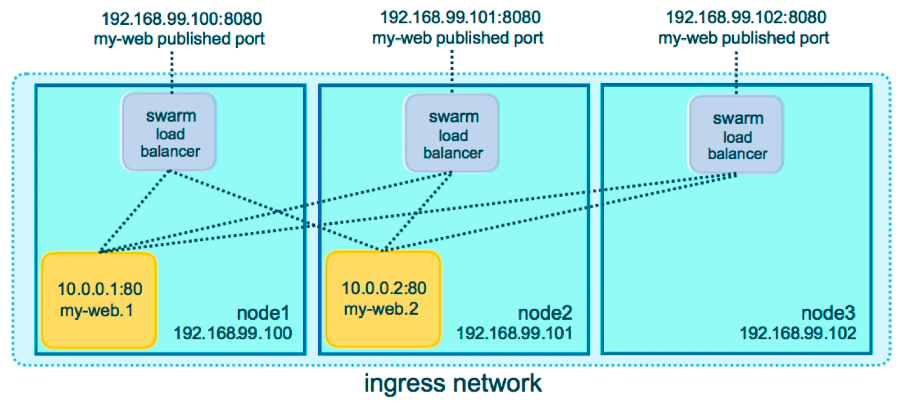 192.168.99.100:8080
my-web published port
192.168.99.101:8080
my-web published port
192.168.99.102:8080
my-web published port
swarm
load
balancer
swarm
load
balancer
swarm
load
balancer
10.0.0.1:80
my-web.1
node1
192.168.99.100
10.0.0.2:80
my-web.2
node2
192.168.99.101
node3
192.168.99.102
ingress network